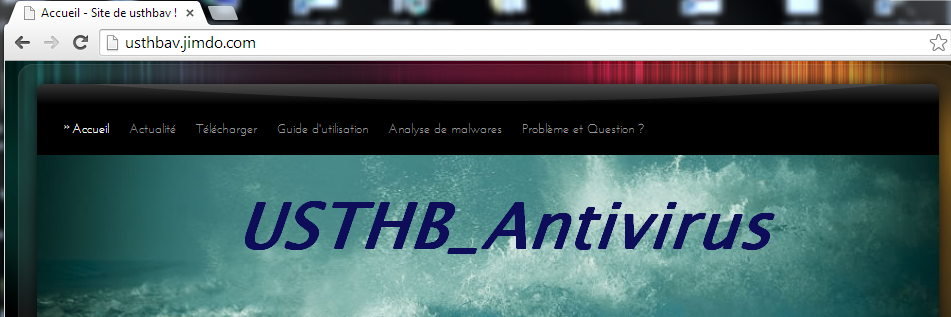 Accueil - Site de usthbav !
usthbav.jimdo.com
» Accueil Actualité Télécharger Guide d'utilisation Analyse de malwares Problème et Question ?
USTHB_Antivirus